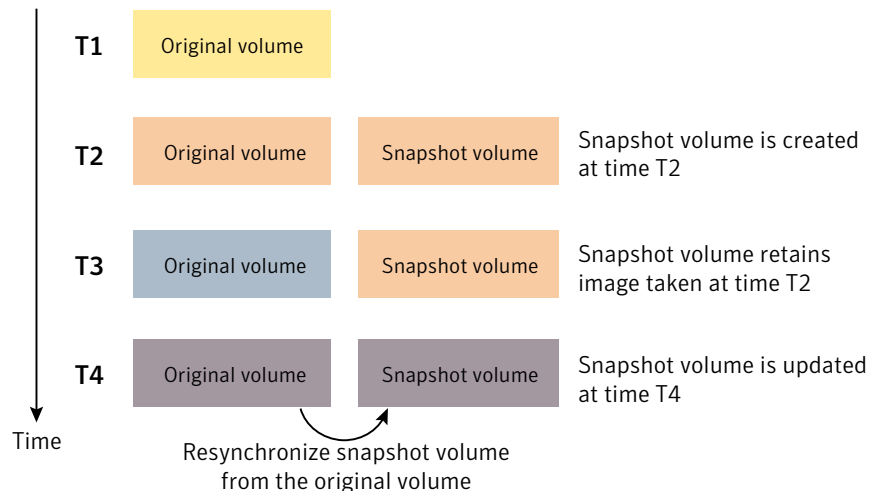 T1
Original volume
T2
Original volume
Snapshot volume
Snapshot volume is created
at time T2
T3
Original volume
Snapshot volume
Snapshot volume retains
image taken at time T2
T4
Original volume
Snapshot volume
Snapshot volume is updated
at time T4
Time
Resynchronize snapshot volume
from the original volume